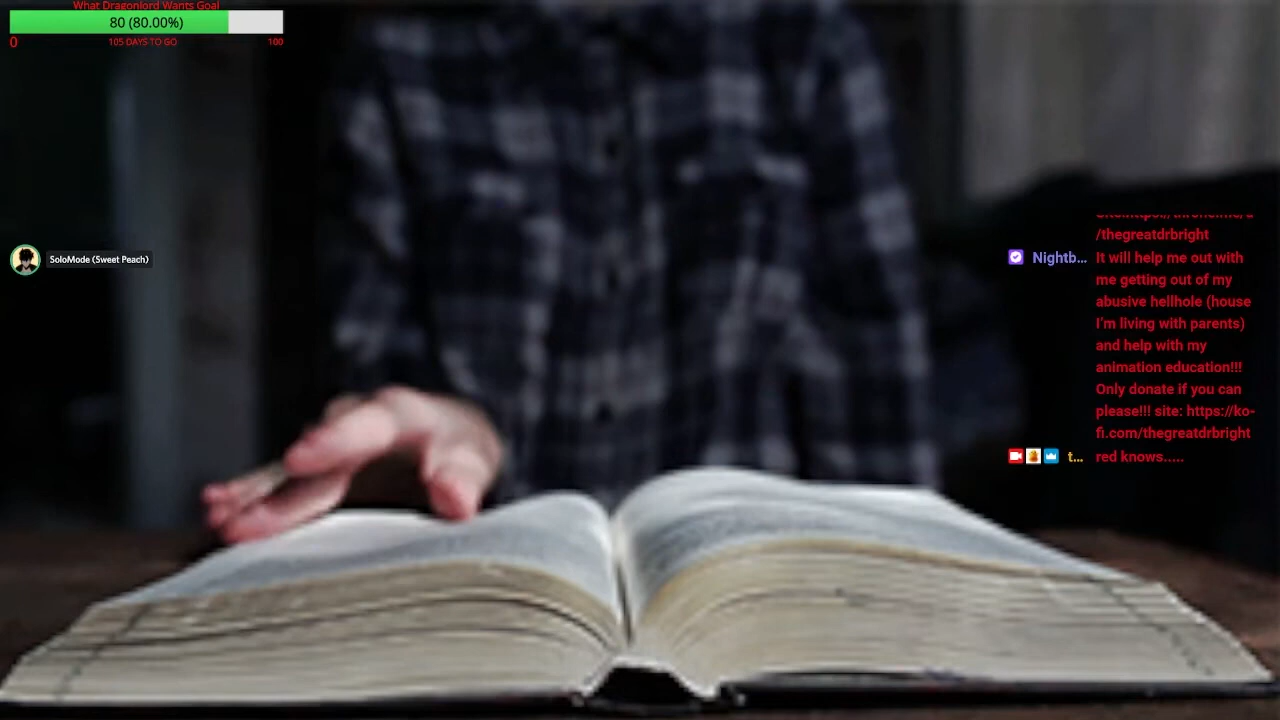 What Dragonlord Wants Goal
80 (80.00%)
0
105 DAYS TO GO
100
SoloMode (Sweet Peach)
/thegreatdrbright
Nightb... It will help me out with
me getting out of my
abusive hellhole (house
I'm living with parents)
and help with my
animation education!!!
Only donate if you can
please!!! site: https://ko-
fi.com/thegreatdrbright
t... red knows.....